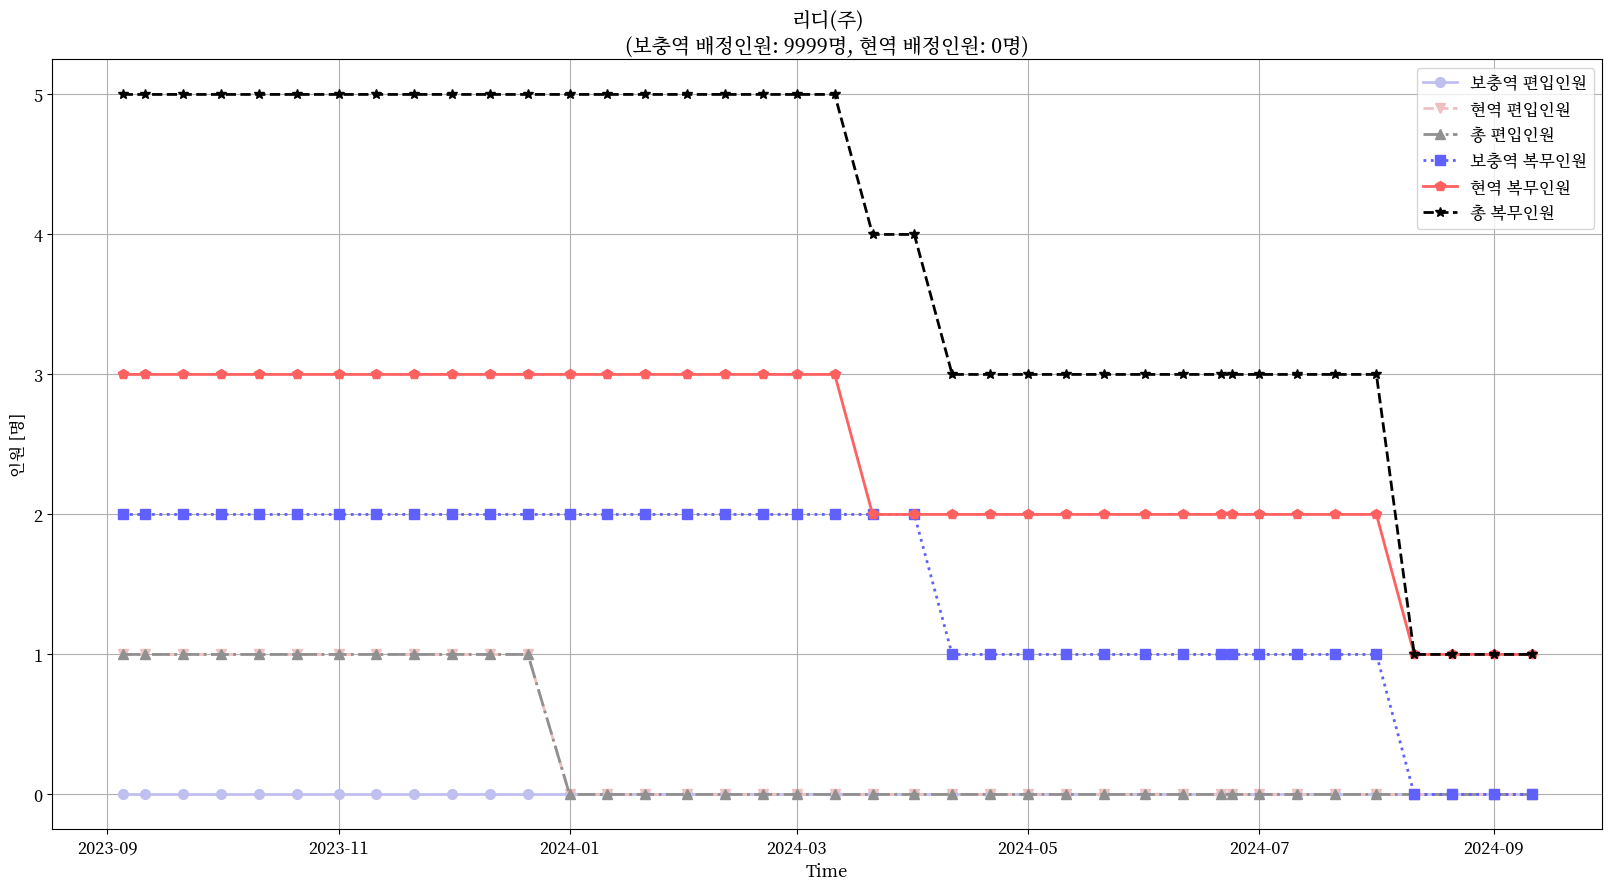 리디(주)
(보충역 배정인원: 9999명, 현역 배정인원: 0명)
보충역 편입인원
현역 편입인원
총 편입인원
보충역 복무인원
현역 복무인원
총 복무인원
인원 [명]
5
4
3
2
1
0
2023-09
2023-11
2024-01
2024-03
2024-05
2024-07
2024-09
Time